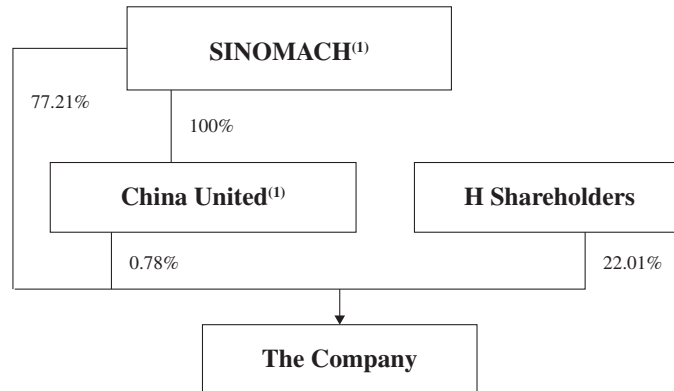 SINOMACH(1)
77.21%
100%
China United(1)
H Shareholders
0.78%
22.01%
The Company